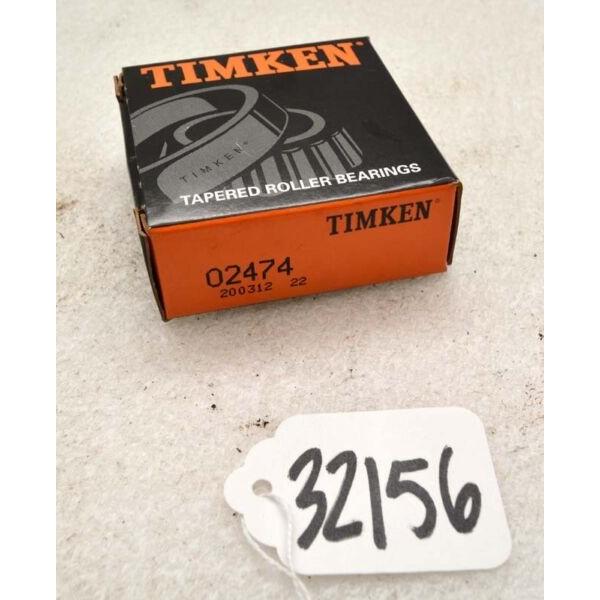 TIMKEN
TIMKEN®
TAPERED ROLLER BEARINGS
TIMKEN®
02474
200312 22
32156